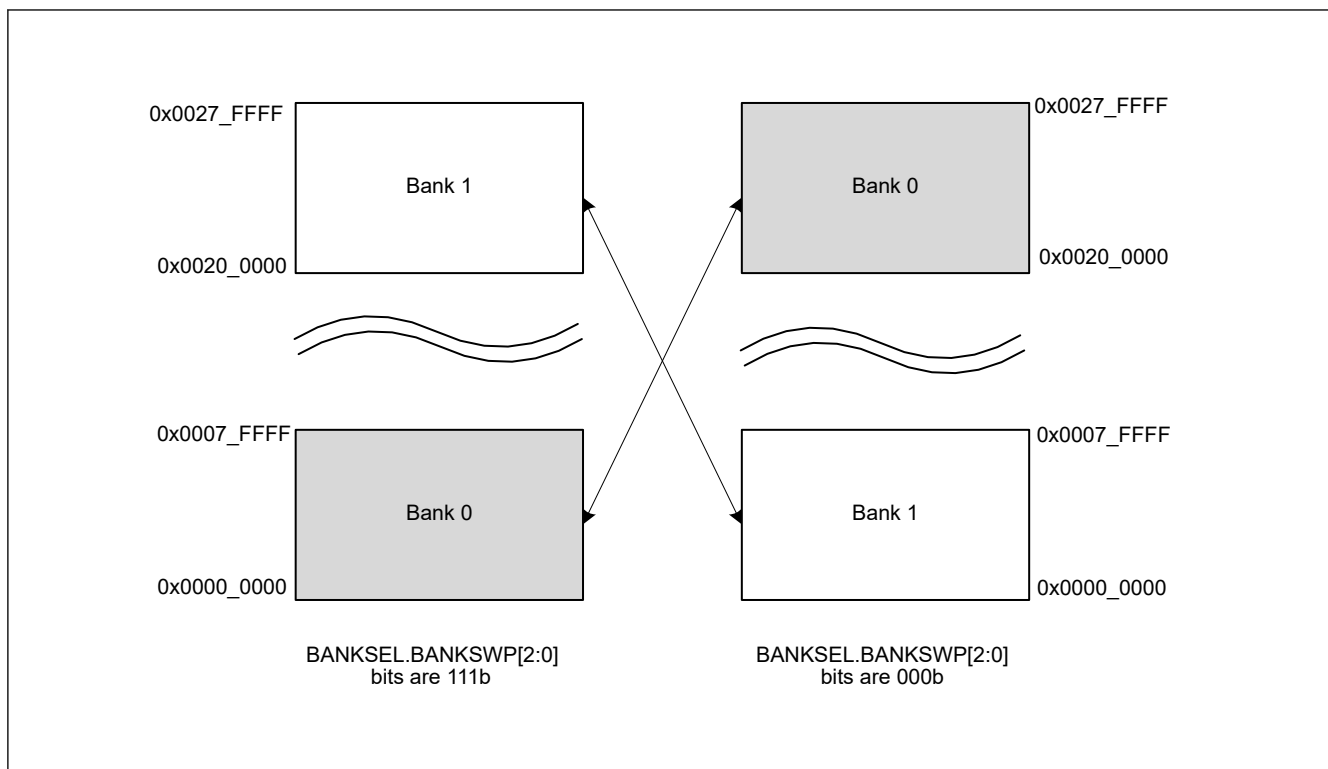 0x0027_FFFF
Bank 1
0x0020_0000
0x0007_FFFF
Bank 0
0x0000_0000
BANKSEL.BANKSWP[2:0]
bits are 111b
0x0027_FFFF
Bank 0
0x0020_0000
0x0007_FFFF
Bank 1
0x0000_0000
BANKSEL.BANKSWP[2:0]
bits are 000b